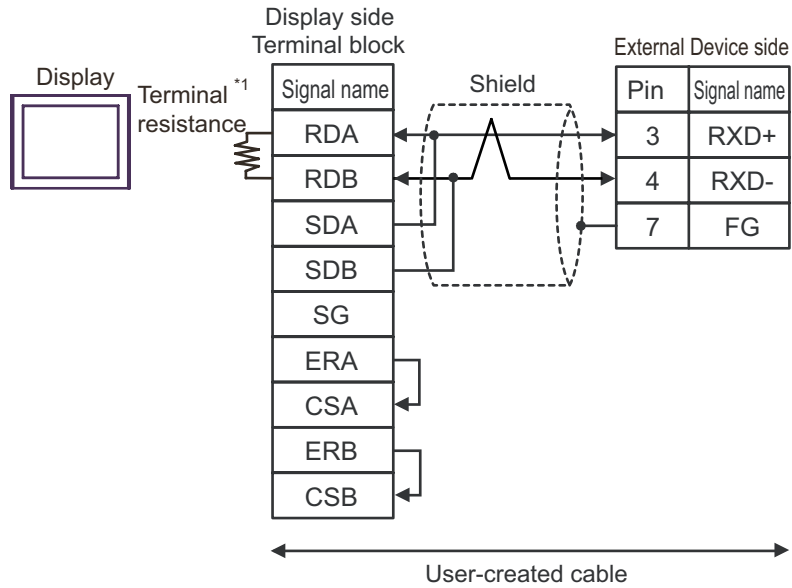 Display side
Terminal block
External Device side
Display
Terminal *1
resistance
Signal name
Shield
Pin Signal name
RDA
3 RXD+
RDB
4 RXD-
SDA
7 FG
SDB
SG
ERA
CSA
ERB
CSB
User-created cable